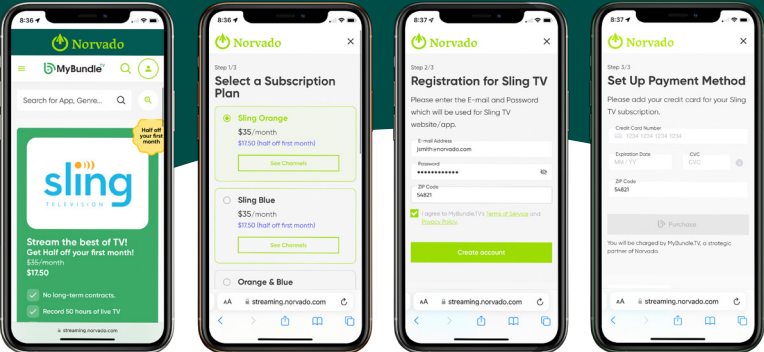 8:36
Norvado
MyBundle TV
Search for App, Genre...
Half off
your first
month
sling
TELEVISION
Stream the best of TV!
Get Half off your first month!
$35/month
$17.50
No long-term contracts.
Record 50 hours of live TV
streaming.norvado.com
8:36
Norvado
Step 1/3
Select a Subscription
Plan
Sling Orange
$35/month
$17.50 (half off first month)
See Channels
Sling Blue
$35/month
$17.50 (half off first month)
See Channels
Orange & Blue
AA
streaming.norvado.com
8:37
Norvado
Step 2/3
Registration for Sling TV
Please enter the E-mail and Password
which will be used for Sling TV
website/app.
E-mail Address
jsmith@norvado.com
Password
ZIP Code
54821
I agree to MyBundle.TV's Terms of Service and
Privacy Policy.
Create account
AA
streaming.norvado.com
8:37
Norvado
Step 3/3
Set Up Payment Method
Please add your credit card for your Sling
TV subscription.
Credit Card Number
1234 1234 1234 1234
Expiration Date
MM / YY
CVC
CVC
ZIP Code
54821
Purchase
You will be charged by MyBundle.TV, a strategic
partner of Norvado.
AA
streaming.norvado.com